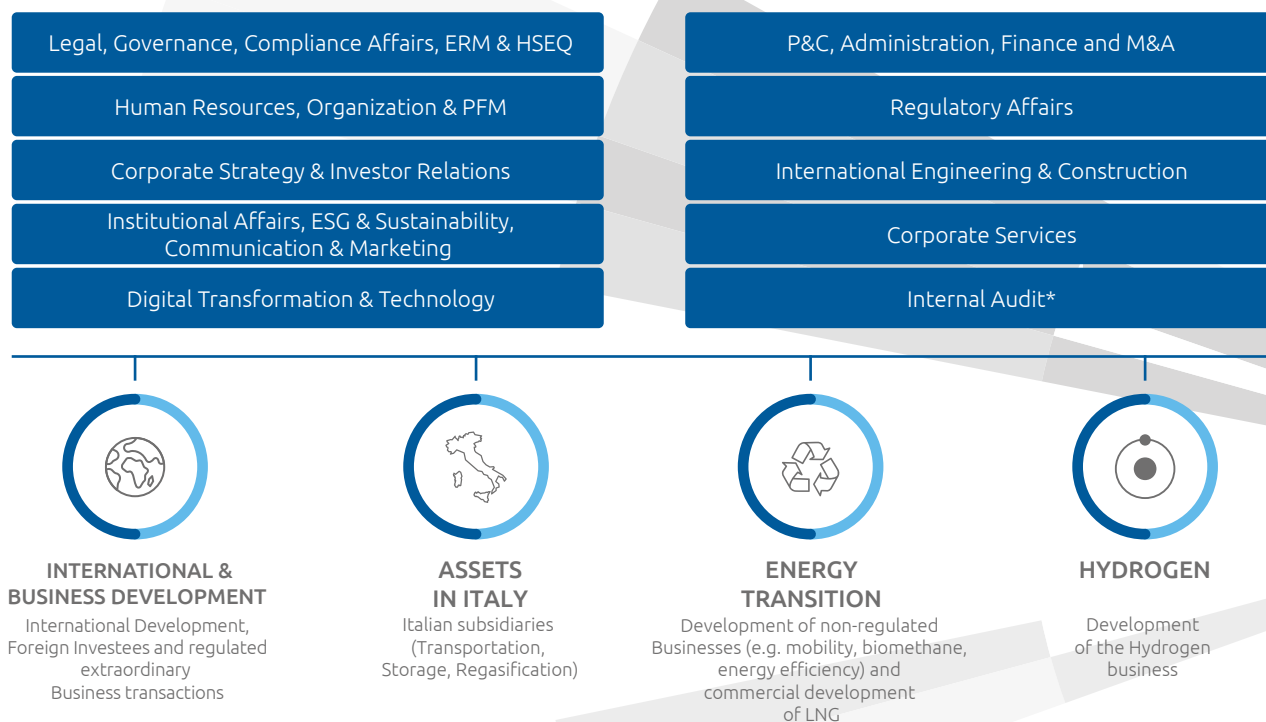 Legal, Governance, Compliance Affairs, ERM & HSEQ
Human Resources, Organization & PFM
Corporate Strategy & Investor Relations
Institutional Affairs, ESG & Sustainability,
Communication & Marketing
Digital Transformation & Technology
P&C, Administration, Finance and M&A
Regulatory Affairs
International Engineering & Construction
Corporate Services
Internal Audit*
INTERNATIONAL &
BUSINESS DEVELOPMENT
International Development,
Foreign Investees and regulated
extraordinary
Business transactions
ASSETS
IN ITALY
Italian subsidiaries
(Transportation,
Storage, Regasification)
ENERGY
TRANSITION
Development of non-regulated
Businesses (e.g. mobility, biomethane,
energy efficiency) and
commercial development
of LNG
HYDROGEN
Development
of the Hydrogen
business